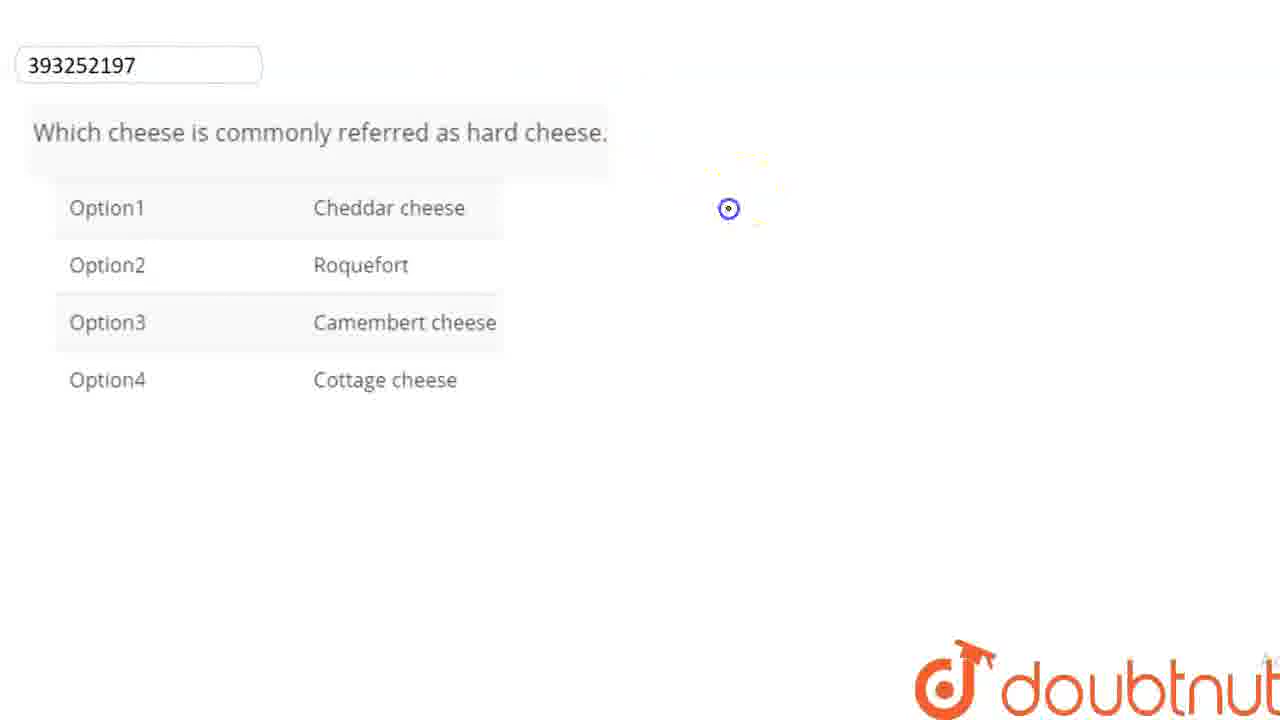 393252197
Which cheese is commonly referred as hard cheese.
Option1 Cheddar cheese
Option2 Roquefort
Option3 Camembert cheese
Option4 Cottage cheese
doubtnut